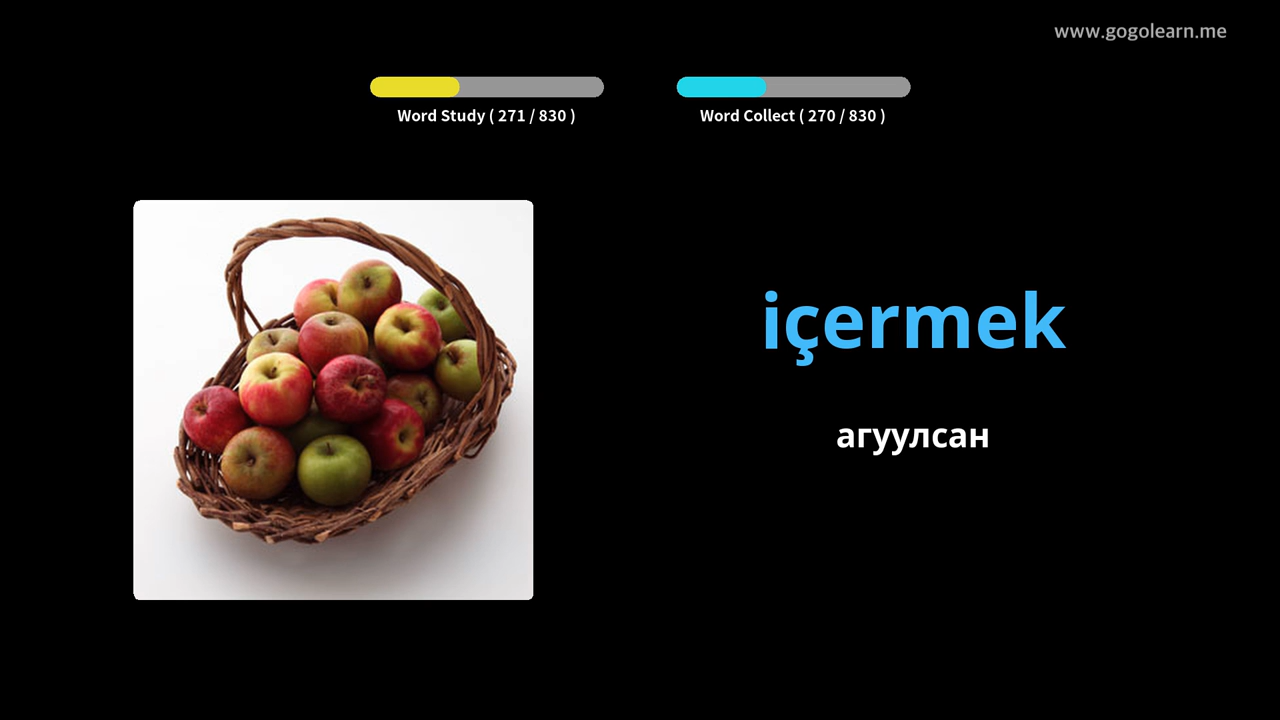 www.gogolearn.me
Word Study ( 271 / 830 )
Word Collect ( 270 / 830 )
içermek
агуулсан